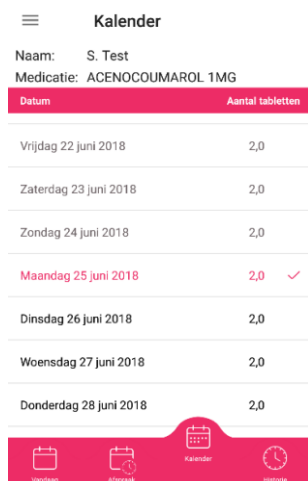 Kalender
Naam: S. Test
Medicatie: ACENOCOUMAROL 1MG
Datum Aantal tabletten
Vrijdag 22 juni 2018 2,0
Zaterdag 23 juni 2018 2,0
Zondag 24 juni 2018 2,0
Maandag 25 juni 2018 2,0
Dinsdag 26 juni 2018 2,0
Woensdag 27 juni 2018 2,0
Donderdag 28 juni 2018 2,0
Kalender
Vandaag Afspraak Historie